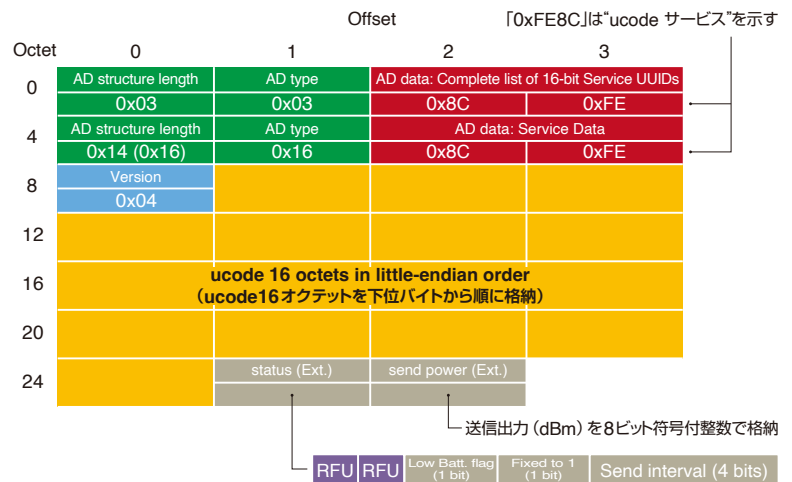 Offset
「0xFE8C」は“ucode サービス”を示す
Octet 0 1 2 3
0 AD structure length AD type AD data: Complete list of 16-bit Service UUIDs
0x03 0x03 0x8C 0xFE
4 AD structure length AD type AD data: Service Data
0x14 (0x16) 0x16 0x8C 0xFE
8 Version
0x04
12
16 ucode 16 octets in little-endian order
（ucode16オクテットを下位バイトから順に格納）
20
24 status (Ext.) send power (Ext.)
送信出力（dBm）を8ビット符号付整数で格納
RFU RFU Low Batt. flag (1 bit) Fixed to 1 (1 bit) Send interval (4 bits)